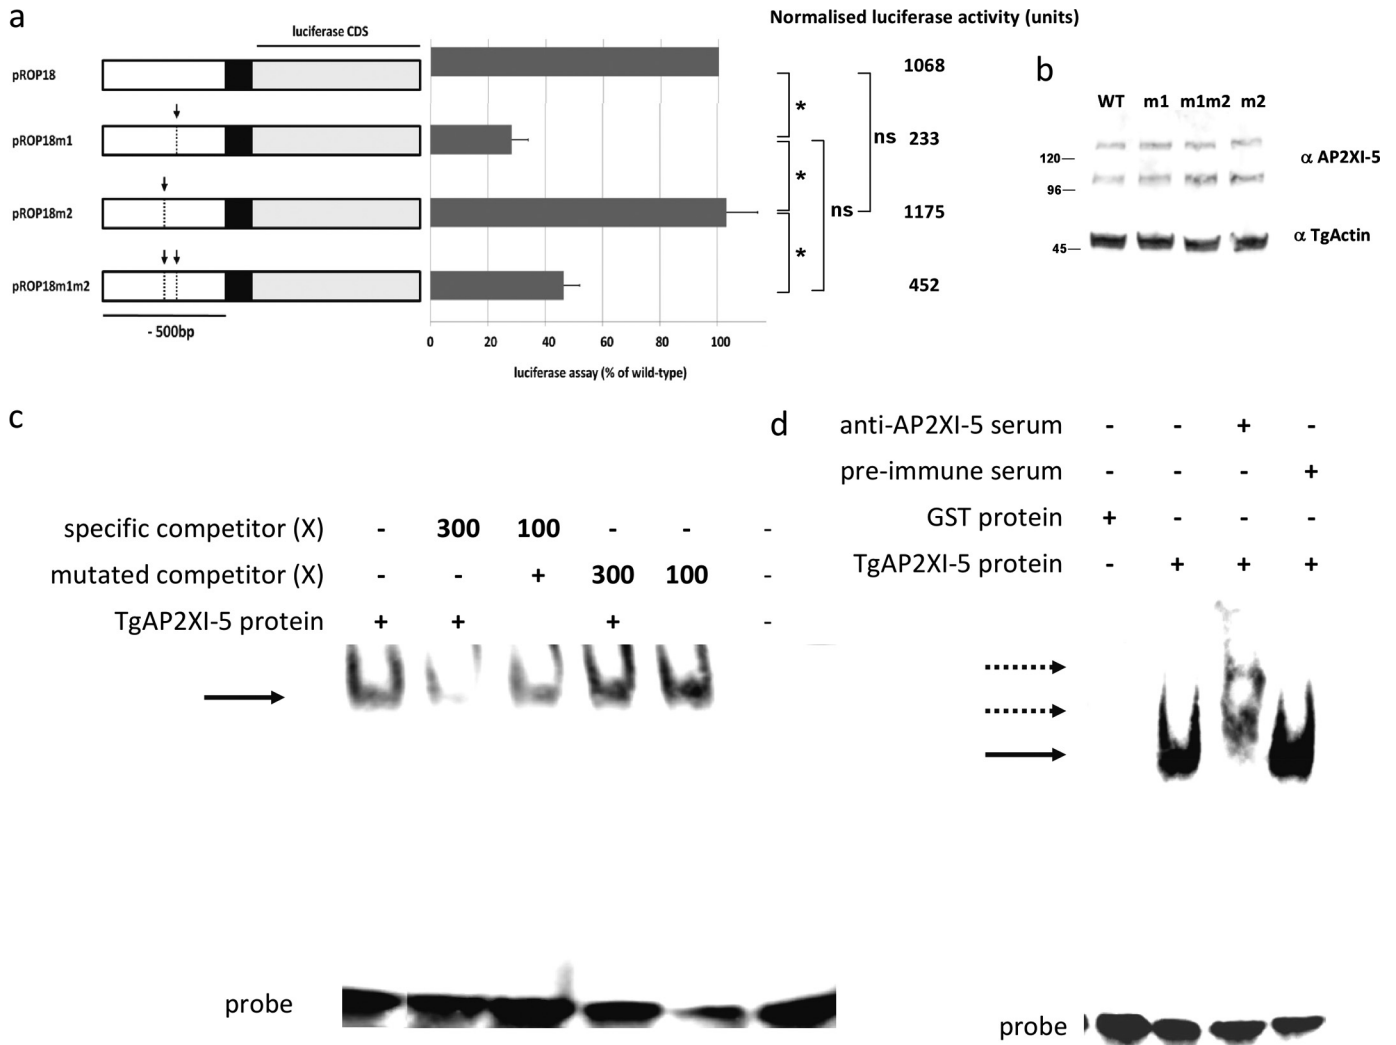 a
luciferase CDS
Normalised luciferase activity (units)
pROP18
1068
*
pROP18m1
ns
233
*
pROP18m2
ns
1175
*
pROP18m1m2
452
- 500bp
0 20 40 60 80 100
luciferase assay (% of wild-type)
b
WT m1 m1m2 m2
120
α AP2XI-5
96
45
α TgActin
c
specific competitor (X) - 300 100 - - -
mutated competitor (X) - - + 300 100 -
TgAP2XI-5 protein + + + -
probe
d
anti-AP2XI-5 serum - - + -
pre-immune serum - - - +
GST protein + - - -
TgAP2XI-5 protein - + + +
probe